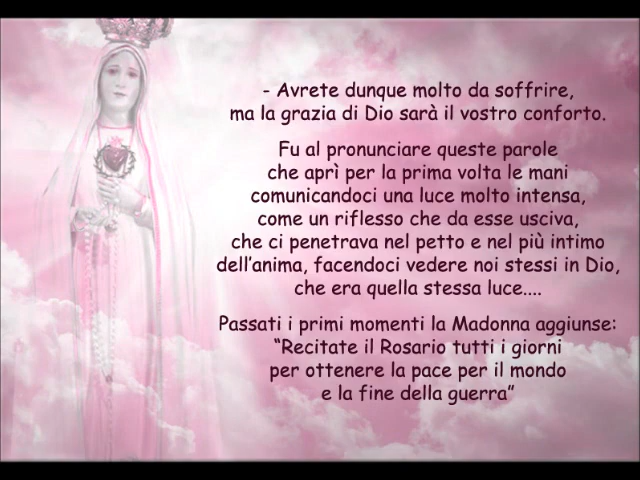 - Avrete dunque molto da soffrire,
ma la grazia di Dio sarà il vostro conforto.
Fu al pronunciare queste parole
che aprì per la prima volta le mani
comunicandoci una luce molto intensa,
come un riflesso che da esse usciva,
che ci penetrava nel petto e nel più intimo
dell'anima, facendoci vedere noi stessi in Dio,
che era quella stessa luce....
Passati i primi momenti la Madonna aggiunse:
“Recitate il Rosario tutti i giorni
per ottenere la pace per il mondo
e la fine della guerra”